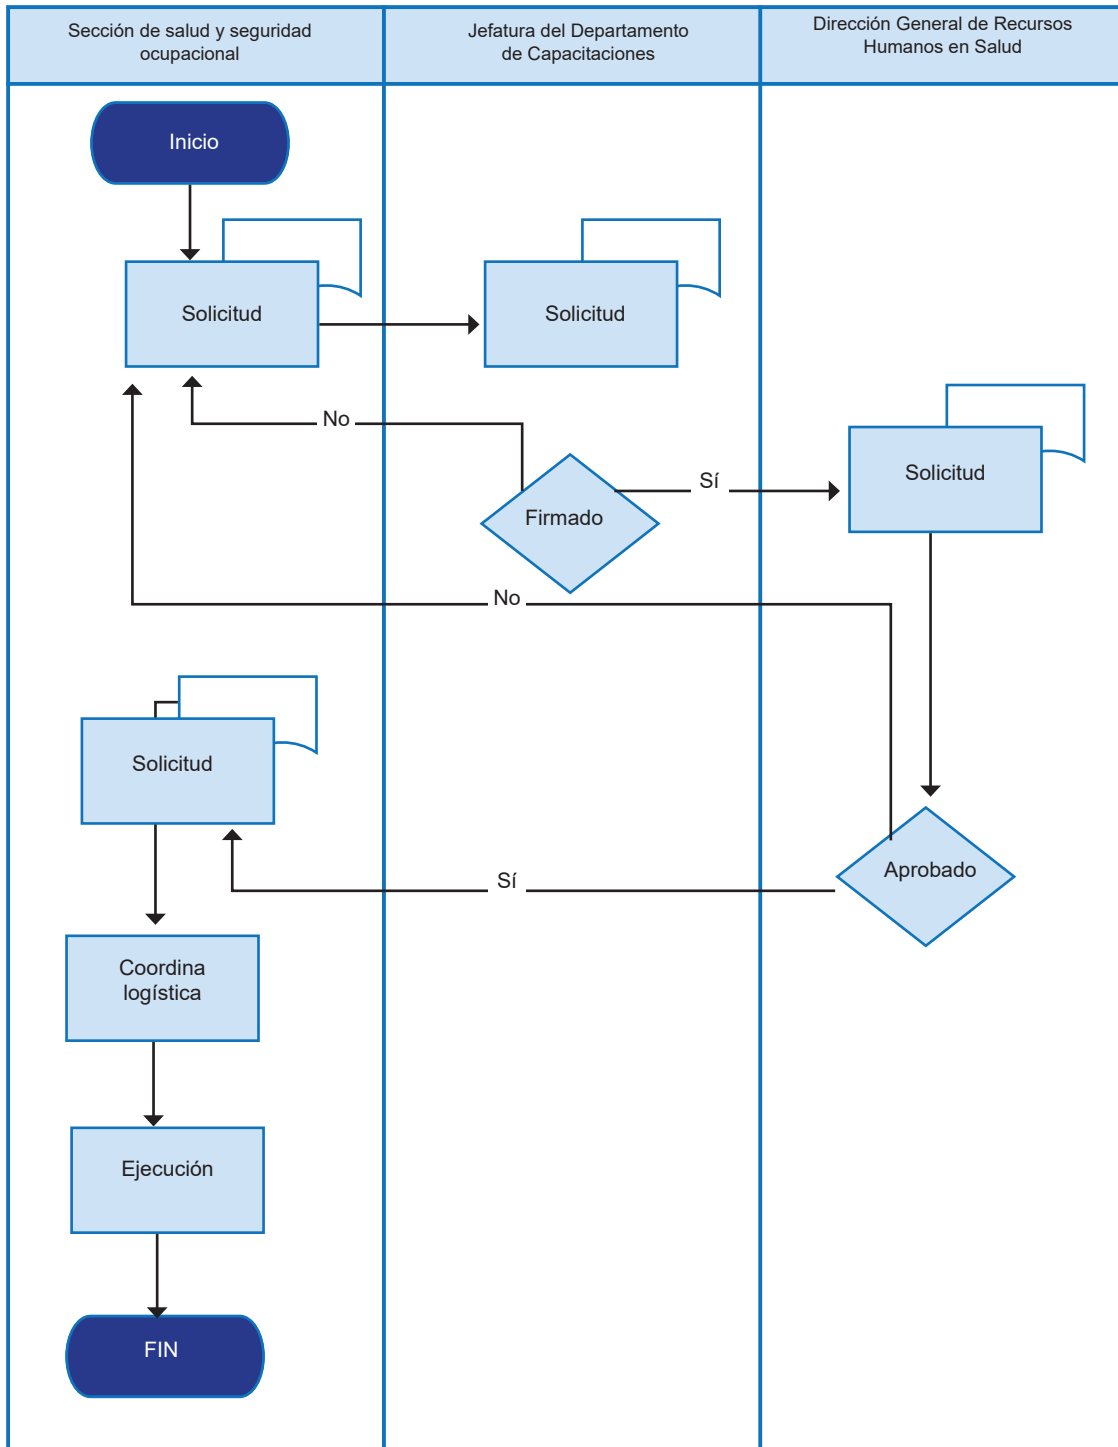 Sección de salud y seguridad
ocupacional
Jefatura del Departamento
de Capacitaciones
Dirección General de Recursos
Humanos en Salud
Inicio
Solicitud
Solicitud
No
Solicitud
Sí
Firmado
No
Solicitud
Aprobado
Sí
Coordina
logística
Ejecución
FIN